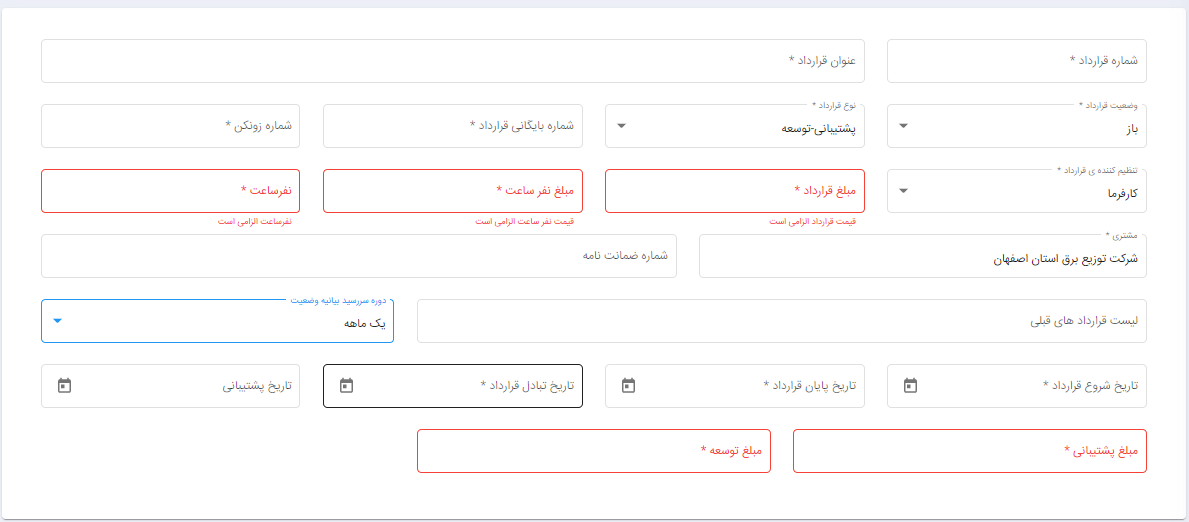 شماره قرارداد *
عنوان قرارداد *
وضعیت قرارداد *
باز
نوع قرارداد *
پشتیبانی-توسعه
شماره بایگانی قرارداد *
شماره زونکن *
تنظیم کننده ی قرارداد *
کارفرما
مبلغ قرارداد *
قیمت قرارداد الزامی است
مبلغ نفر ساعت *
قیمت نفر ساعت الزامی است
نفرساعت *
نفرساعت الزامی است
مشتری *
شرکت توزیع برق استان اصفهان
شماره ضمانت نامه
لیست قرارداد های قبلی
دوره سررسید بیانیه وضعیت
یک ماهه
تاریخ شروع قرارداد *
تاریخ پایان قرارداد *
تاریخ تبادل قرارداد *
تاریخ پشتیبانی
مبلغ پشتیبانی *
مبلغ توسعه *